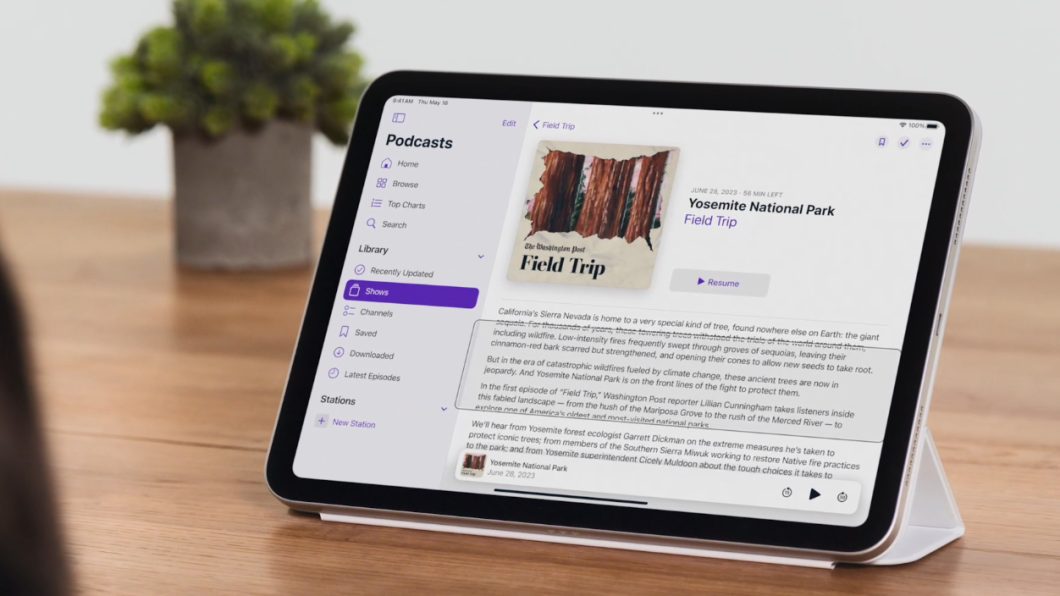 9:41 AM Thu May 16
100%
Podcasts
Edit
Home
Browse
Top Charts
Search
Library
Recently Updated
Shows
Channels
Saved
Downloaded
Latest Episodes
Stations
New Station
Field Trip
The Washington Post
Field Trip
JUNE 28, 2023 · 56 MIN LEFT
Yosemite National Park
Field Trip
Resume
California's Sierra Nevada is home to a very special kind of tree, found nowhere else on Earth: the giant
sequoia. For thousands of years, these towering trees withstood the trials of the world around them,
including wildfire. Low-intensity fires frequently swept through groves of sequoias, leaving their
cinnamon-red bark scarred but strengthened, and opening their cones to allow new seeds to take root.
But in the era of catastrophic wildfires fueled by climate change, these ancient trees are now in
jeopardy. And Yosemite National Park is on the front lines of the fight to protect them.
In the first episode of “Field Trip,” Washington Post reporter Lillian Cunningham takes listeners inside
this fabled landscape — from the hush of the Mariposa Grove to the rush of the Merced River — to
explore one of America's oldest and most-visited national parks.
We'll hear from Yosemite forest ecologist Garrett Dickman on the extreme measures he's taken to
protect iconic trees; from members of the Southern Sierra Miwuk working to restore Native fire practices
to the park; and from Yosemite superintendent Cicely Muldoon about the tough choices it takes to
Yosemite National Park
June 28, 2023